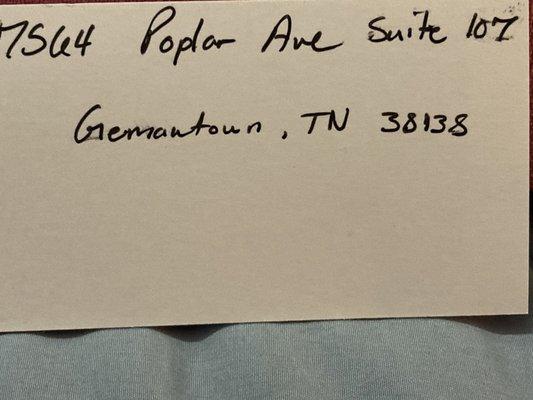 7564 Poplar Ave Suite 107
Gemantown, TN 38138